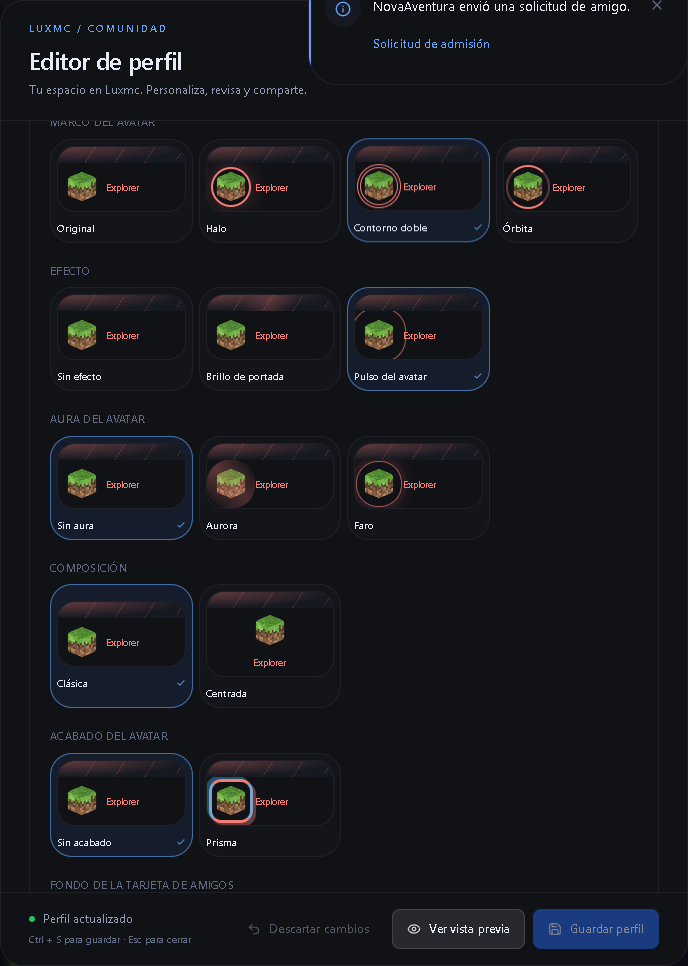 LUXMC / COMUNIDAD
NovaAventura envió una solicitud de amigo.
Solicitud de admisión
Editor de perfil
Tu espacio en Luxmc. Personaliza, revisa y comparte.
MARCO DEL AVATAR
Explorer Explorer Explorer Explorer
Original Halo Contorno doble Órbita
EFECTO
Explorer Explorer Explorer
Sin efecto Brillo de portada Pulso del avatar
AURA DEL AVATAR
Explorer Explorer Explorer
Sin aura Aurora Faro
COMPOSICIÓN
Explorer Explorer
Clásica Centrada
ACABADO DEL AVATAR
Explorer Explorer
Sin acabado Prisma
FONDO DE LA TARJETA DE AMIGOS
Perfil actualizado
Ctrl + S para guardar · Esc para cerrar
Descartar cambios Ver vista previa Guardar perfil